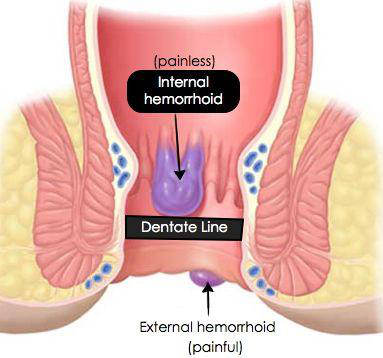 (painless)
Internal
hemorrhoid
Dentate Line
External hemorrhoid
(painful)